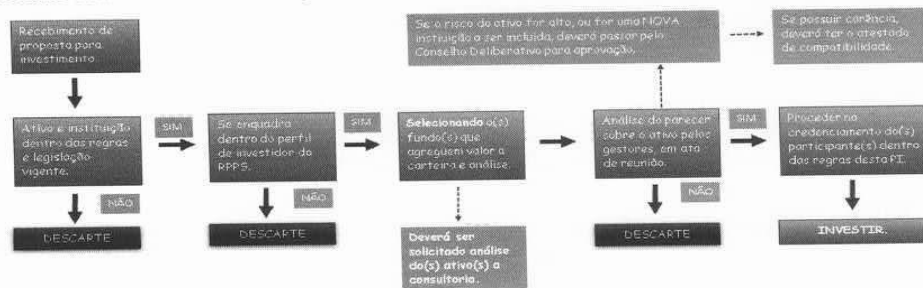 Recebimento de
proposta para
investimento.
Se o risco do ativo for alto, ou for uma NOVA
instiuição a ser incluída, deverá passar pelo
Conselho Deliberativo para aprovação.
Se possuir carência,
deverá ter o atestado
de compatibilidade.
Ativo e instituição
dentro das regras
e legislação
vigente.
SIM
Se enquadra
dentro do perfil
de investidor do
RPPS.
SIM
Selecionando o(s)
fundo(s) que
agreguem valor a
carteira e análise.
Análise do parecer
sobre o ativo pelos
gestores, em ata
de reunião.
SIM
Proceder no
credenciamento do(s)
participante(s) dentro
das regras desta PI.
NÃO
NÃO
NÃO
DESCARTE
DESCARTE
Deverá ser
solicitado análise
do(s) ativo(s) a
consultoria.
DESCARTE
INVESTIR.